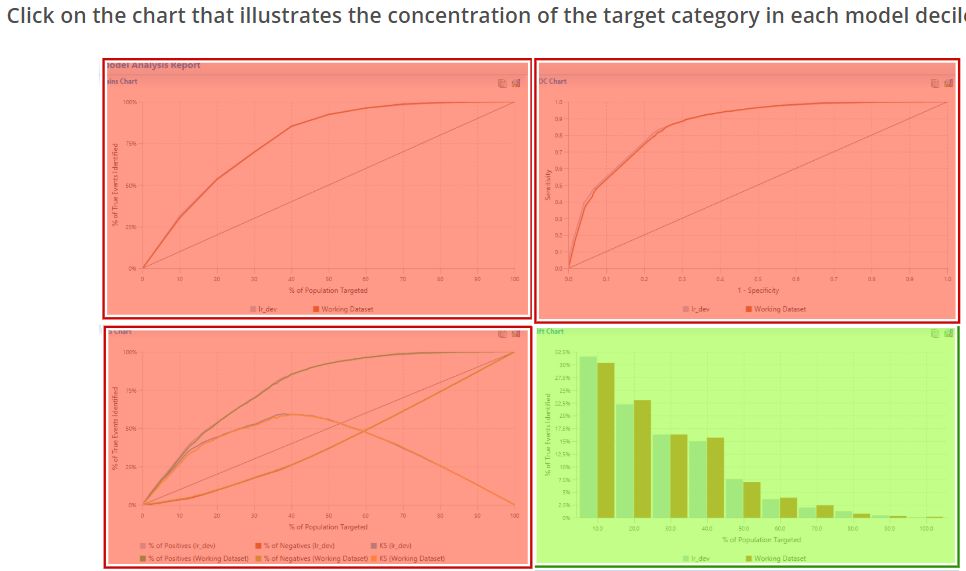 Click on the chart that illustrates the concentration of the target category in each model decile
odel Analysis Report
ains Chart
100%
75%
50%
25%
0%
% of True Events Identified
0 10 20 30 40 50 60 70 80 90 100
% of Population Targeted
lr_dev Working Dataset
OC Chart
1.0
0.9
0.8
0.7
0.6
0.5
0.4
0.3
0.2
0.1
0.0
Sensitivity
0.0 0.1 0.2 0.3 0.4 0.5 0.6 0.7 0.8 0.9 1.0
1 - Specificity
lr_dev Working Dataset
S Chart
100%
75%
50%
25%
0%
% of True Events Identified
0 10 20 30 40 50 60 70 80 90 100
% of Population Targeted
% of Positives (lr_dev) % of Negatives (lr_dev) KS (lr_dev)
% of Positives (Working Dataset) % of Negatives (Working Dataset) KS (Working Dataset)
ift Chart
32.5%
30%
27.5%
25%
22.5%
20%
17.5%
15%
12.5%
10%
7.5%
5%
2.5%
0%
% of True Events Identified
10.0 20.0 30.0 40.0 50.0 60.0 70.0 80.0 90.0 100.0
% of Population Targeted
lr_dev Working Dataset